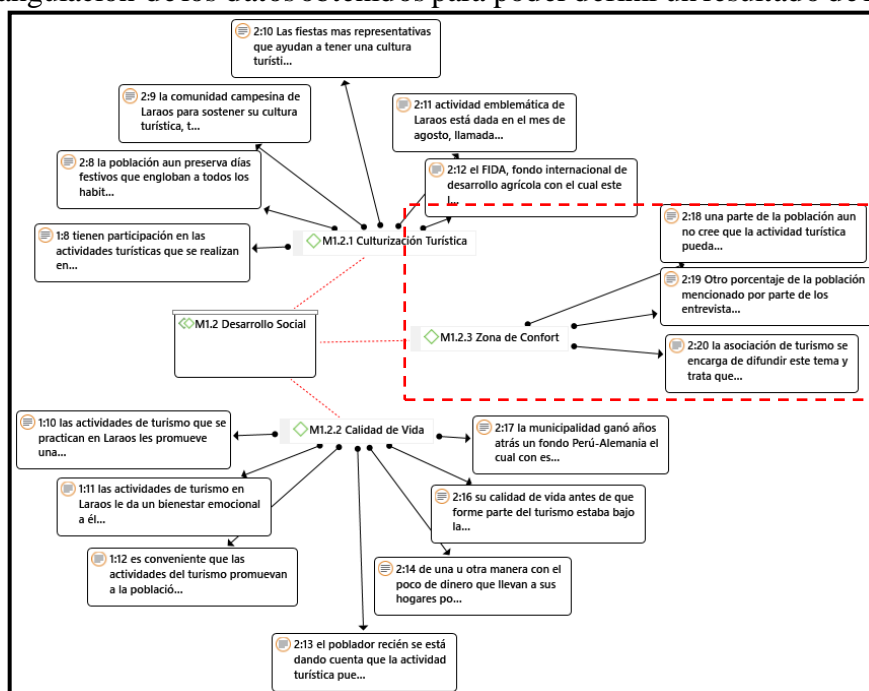 angulación de los datos obtenidos para poder definir un resultado de
2:10 Las fiestas mas representativas
que ayudan a tener una cultura
turísti...
2:9 la comunidad campesina de
Laraos para sostener su cultura
turística, t...
2:11 actividad emblemática de
Laraos está dada en el mes de
agosto, llamada...
2:8 la población aun preserva días
festivos que engloban a todos los
habit...
2:12 el FIDA, fondo internacional de
desarrollo agrícola con el cual este
l...
1:8 tienen participación en las
actividades turísticas que se realizan
en...
M1.2.1 Culturización Turística
2:18 una parte de la población aun
no cree que la actividad turística
pueda...
2:19 Otro porcentaje de la población
mencionado por parte de los
entrevista...
M1.2 Desarrollo Social
M1.2.3 Zona de Confort
2:20 la asociación de turismo se
encarga de difundir este tema y
trata que...
1:10 las actividades de turismo que se
practican en Laraos les promueve
una...
M1.2.2 Calidad de Vida
2:17 la municipalidad ganó años
atrás un fondo Perú-Alemania el
cual con es...
1:11 las actividades de turismo en
Laraos le da un bienestar emocional
a él...
2:16 su calidad de vida antes de que
forme parte del turismo estaba bajo
la...
1:12 es conveniente que las
actividades del turismo promuevan
a la població...
2:14 de una u otra manera con el
poco de dinero que llevan a sus
hogares po...
2:13 el poblador recién se está
dando cuenta que la actividad
turística pue...